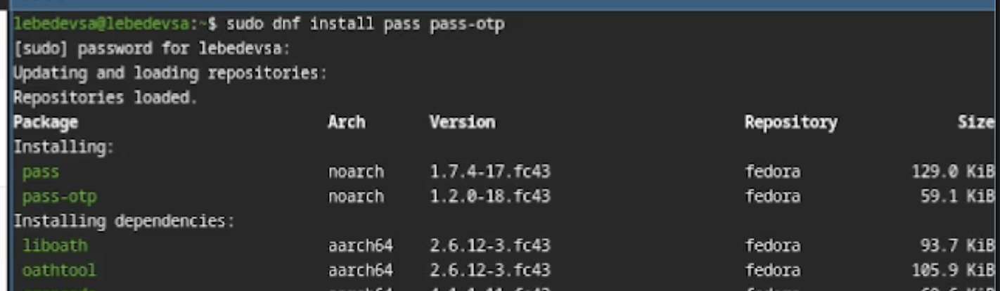 lebedevsa@lebedevsa:~$ sudo dnf install pass pass-otp
[sudo] password for lebedevsa:
Updating and loading repositories:
Repositories loaded.
Package Arch Version Repository Size
Installing:
pass noarch 1.7.4-17.fc43 fedora 129.0 KiB
pass-otp noarch 1.2.0-18.fc43 fedora 59.1 KiB
Installing dependencies:
liboath aarch64 2.6.12-3.fc43 fedora 93.7 KiB
oathtool aarch64 2.6.12-3.fc43 fedora 105.9 KiB